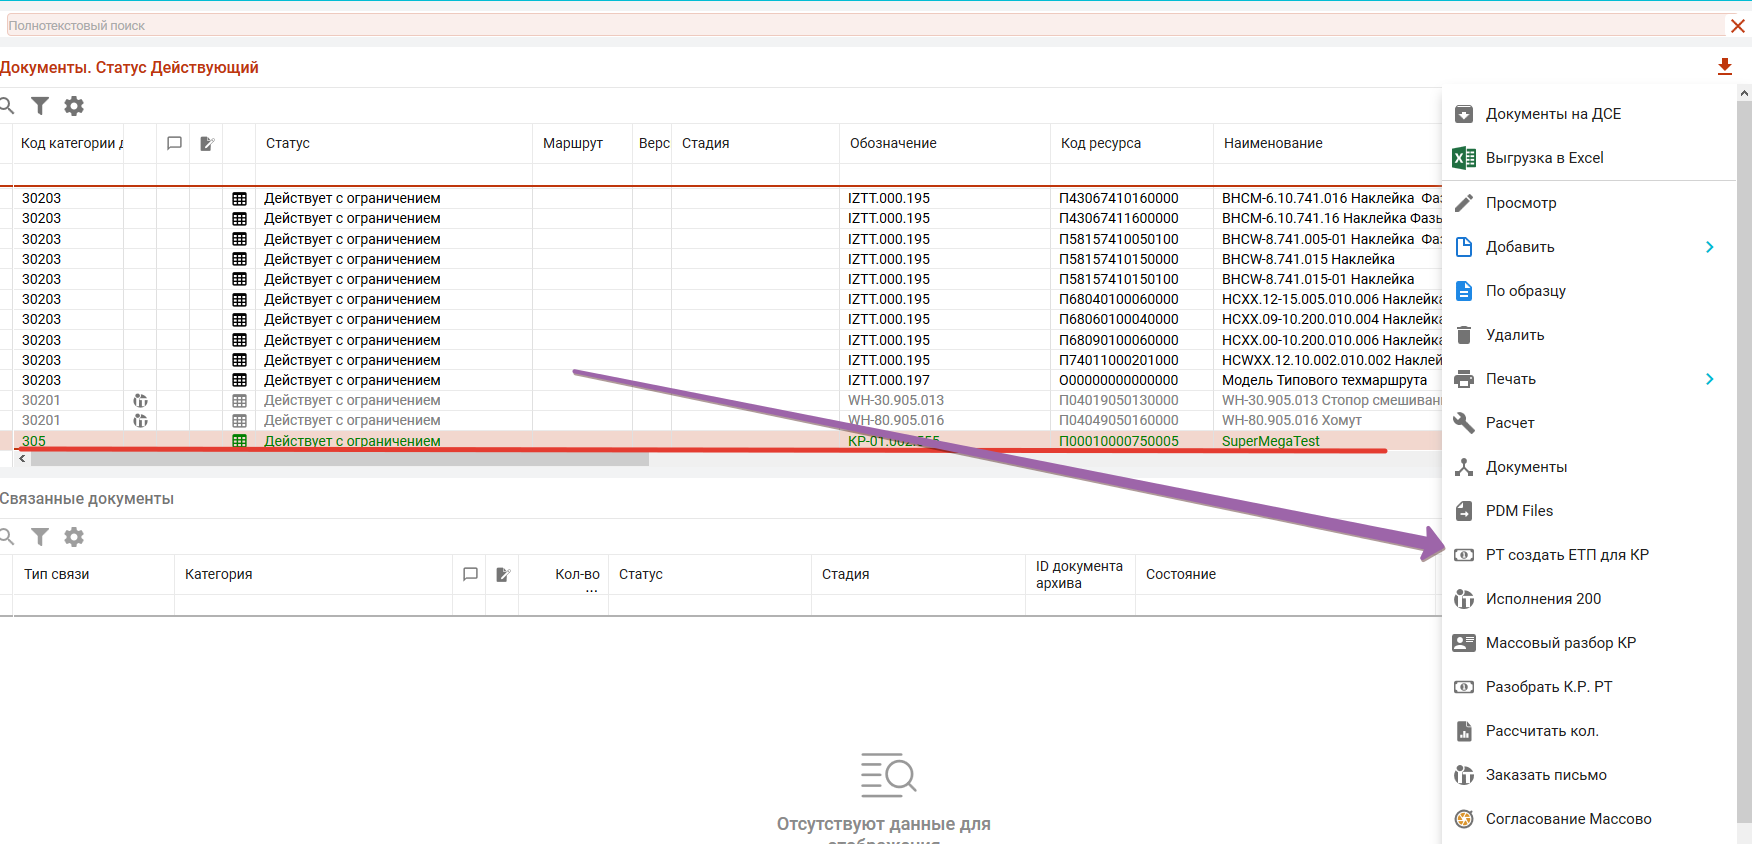 Полнотекстовый поиск
Документы. Статус Действующий
Код категории д Статус Маршрут Верс Стадия Обозначение Код ресурса Наименование
30203 Действует с ограничением IZTT.000.195 П43067410160000 ВНСМ-6.10.741.016 Наклейка Фаз
30203 Действует с ограничением IZTT.000.195 П43067411600000 ВНСМ-6.10.741.16 Наклейка Фазы
30203 Действует с ограничением IZTT.000.195 П58157410050100 BHCW-8.741.005-01 Наклейка Фаз
30203 Действует с ограничением IZTT.000.195 П58157410150000 BHCW-8.741.015 Наклейка
30203 Действует с ограничением IZTT.000.195 П58157410150100 BHCW-8.741.015-01 Наклейка
30203 Действует с ограничением IZTT.000.195 П68040100060000 НСХХ.12-15.005.010.006 Наклейка
30203 Действует с ограничением IZTT.000.195 П68060100040000 НСХХ.09-10.200.010.004 Наклейка
30203 Действует с ограничением IZTT.000.195 П68090100060000 НСХХ.00-10.200.010.006 Наклейка
30203 Действует с ограничением IZTT.000.195 П74011000201000 HCWXX.12.10.002.010.002 Наклей
30203 Действует с ограничением IZTT.000.197 О00000000000000 Модель Типового техмаршрута
30201 Действует с ограничением WH-30.905.013 П04019050130000 WH-30.905.013 Стопор смешиван
30201 Действует с ограничением WH-80.905.016 П04049050160000 WH-80.905.016 Хомут
305 Действует с ограничением П00010000750005 SuperMegaTest
Связанные документы
Тип связи Категория Кол-во ... Статус Стадия ID документа архива Состояние
Отсутствуют данные для
отображения
Документы на ДСЕ
Выгрузка в Excel
Просмотр
Добавить
По образцу
Удалить
Печать
Расчет
Документы
PDM Files
РТ создать ЕТП для КР
Исполнения 200
Массовый разбор КР
Разобрать К.Р. РТ
Рассчитать кол.
Заказать письмо
Согласование Массово